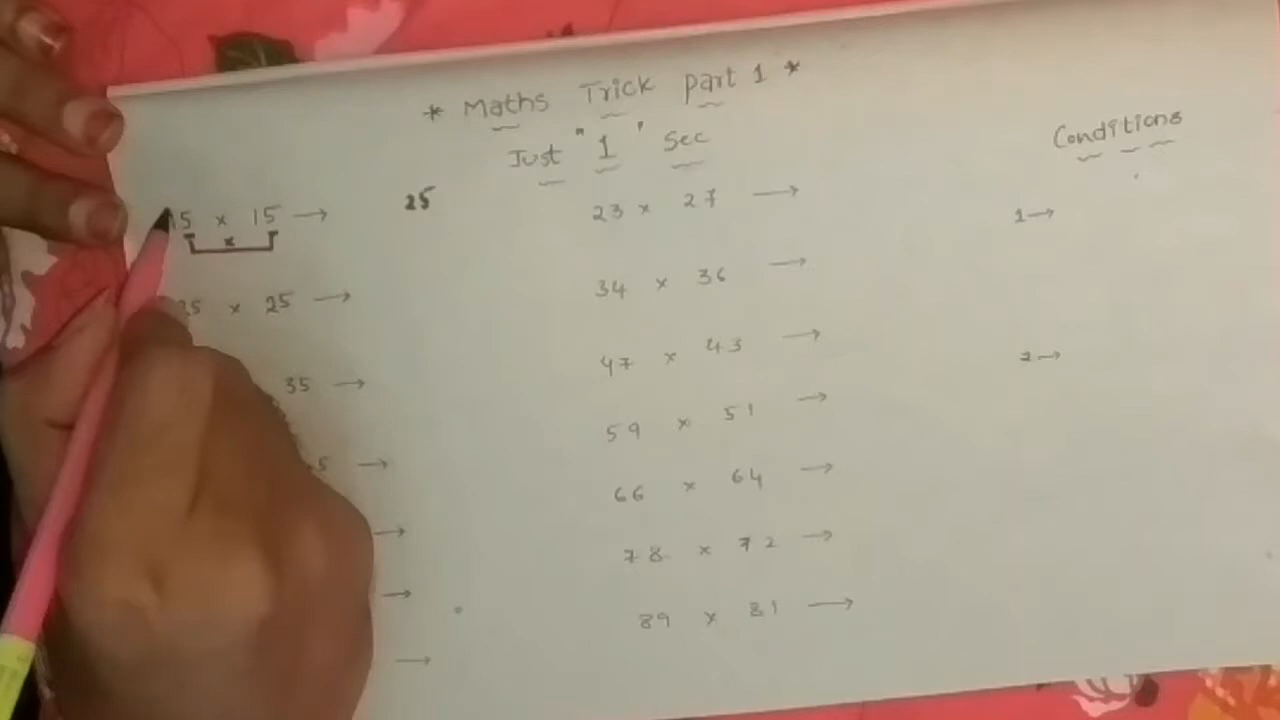 * Maths Trick part 1 *
Just "1" Sec
Conditions
15 x 15 → 25
25 x 25 →
35 →
5 →
→
→
→
23 x 27 →
34 x 36 →
47 x 43 →
59 x 51 →
66 x 64 →
78 x 72 →
89 x 81 →
1→
2→